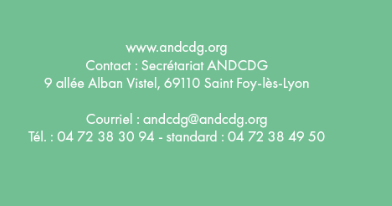 www.andcdg.org
Contact : Secrétariat ANDCDG
9 allée Alban Vistel, 69110 Saint Foy-lès-Lyon
Courriel : andcdg@andcdg.org
Tél. : 04 72 38 30 94 - standard : 04 72 38 49 50